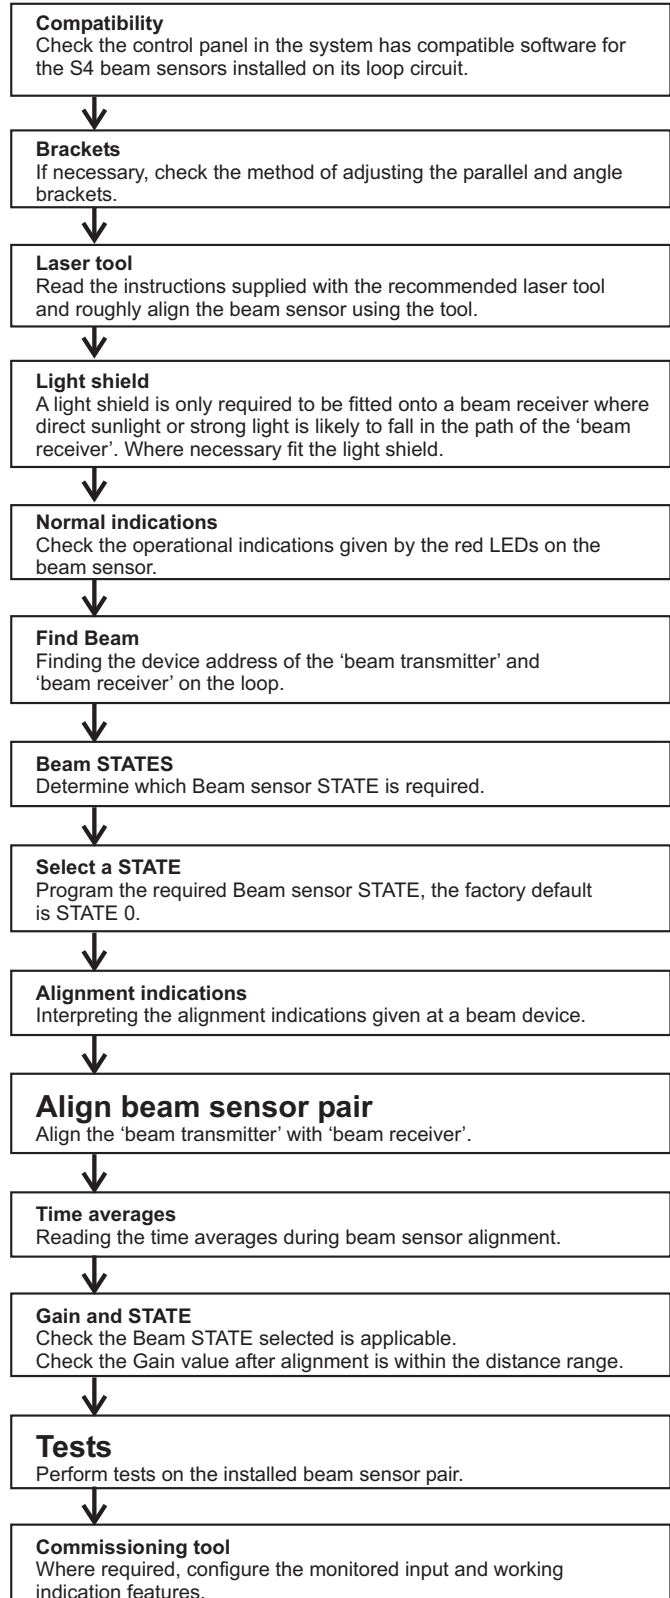 Compatibility
Check the control panel in the system has compatible software for
the S4 beam sensors installed on its loop circuit.
Brackets
If necessary, check the method of adjusting the parallel and angle
brackets.
Laser tool
Read the instructions supplied with the recommended laser tool
and roughly align the beam sensor using the tool.
Light shield
A light shield is only required to be fitted onto a beam receiver where
direct sunlight or strong light is likely to fall in the path of the ‘beam
receiver’. Where necessary fit the light shield.
Normal indications
Check the operational indications given by the red LEDs on the
beam sensor.
Find Beam
Finding the device address of the ‘beam transmitter’ and
‘beam receiver’ on the loop.
Beam STATES
Determine which Beam sensor STATE is required.
Select a STATE
Program the required Beam sensor STATE, the factory default
is STATE 0.
Alignment indications
Interpreting the alignment indications given at a beam device.
Align beam sensor pair
Align the ‘beam transmitter’ with ‘beam receiver’.
Time averages
Reading the time averages during beam sensor alignment.
Gain and STATE
Check the Beam STATE selected is applicable.
Check the Gain value after alignment is within the distance range.
Tests
Perform tests on the installed beam sensor pair.
Commissioning tool
Where required, configure the monitored input and working
indication features.